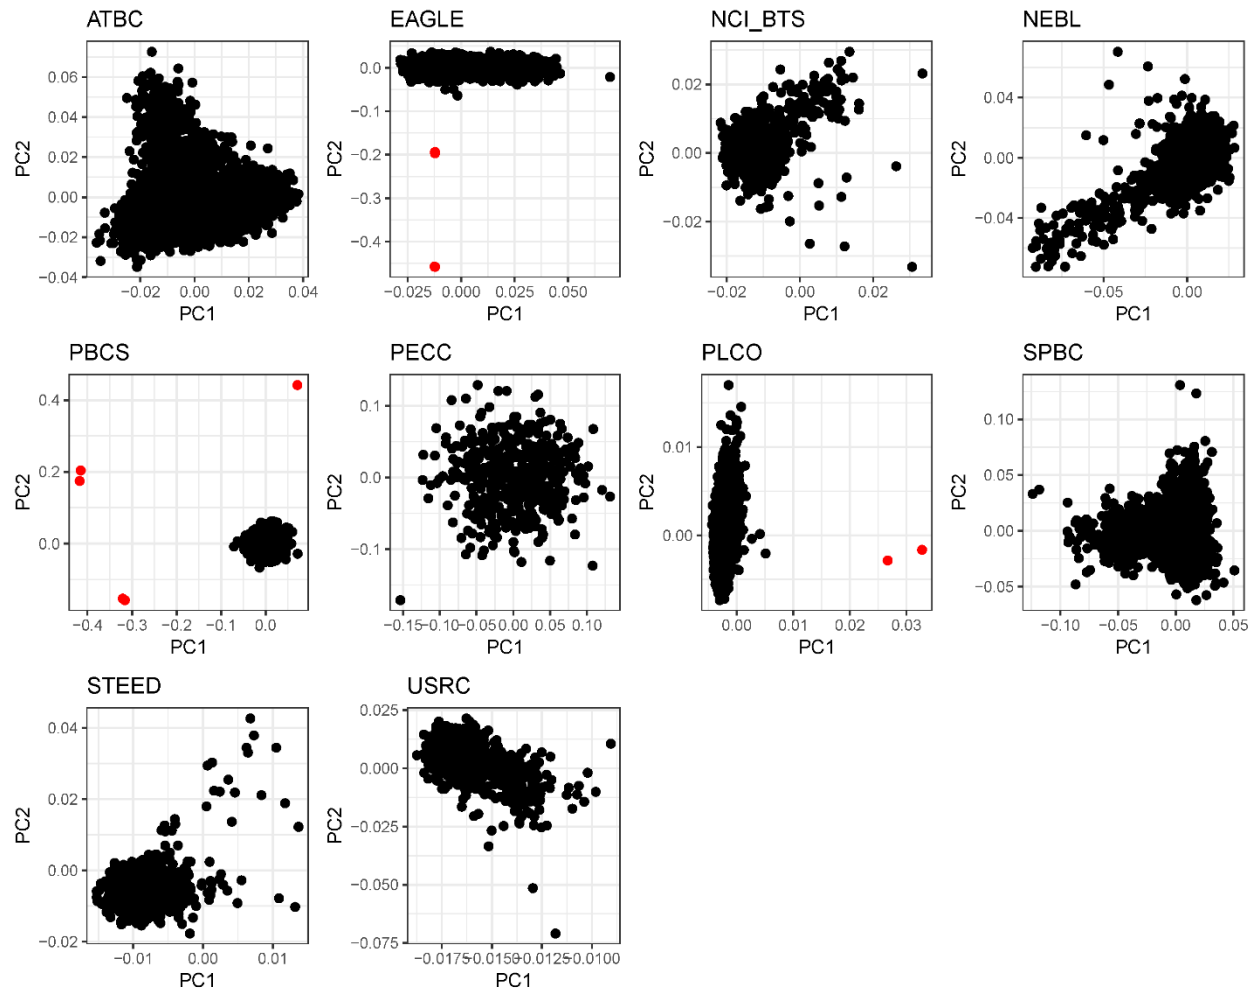 ATBC
EAGLE
NCI_BTS
NEBL
PC2
0.06
0.04
0.02
0.00
−0.02
−0.04
−0.02
0.00
0.02
0.04
PC1
PC2
0.0
−0.1
−0.2
−0.3
−0.4
−0.025
0.000
0.025
0.050
PC1
PC2
0.02
0.00
−0.02
−0.02
0.00
0.02
PC1
PC2
0.04
0.00
−0.04
−0.05
0.00
PC1
PBCS
PECC
PLCO
SPBC
PC2
0.4
0.2
0.0
−0.4
−0.3
−0.2
−0.1
0.0
PC1
PC2
0.1
0.0
−0.1
−0.15
−0.10
−0.05
0.00
0.05
0.10
PC1
PC2
0.01
0.00
0.00
0.01
0.02
0.03
PC1
PC2
0.10
0.05
0.00
−0.05
−0.10
−0.05
0.00
0.05
PC1
STEED
USRC
PC2
0.04
0.02
0.00
−0.02
−0.01
0.00
0.01
PC1
PC2
0.025
0.000
−0.025
−0.050
−0.075
−0.0175
−0.0150
−0.0125
−0.0100
PC1